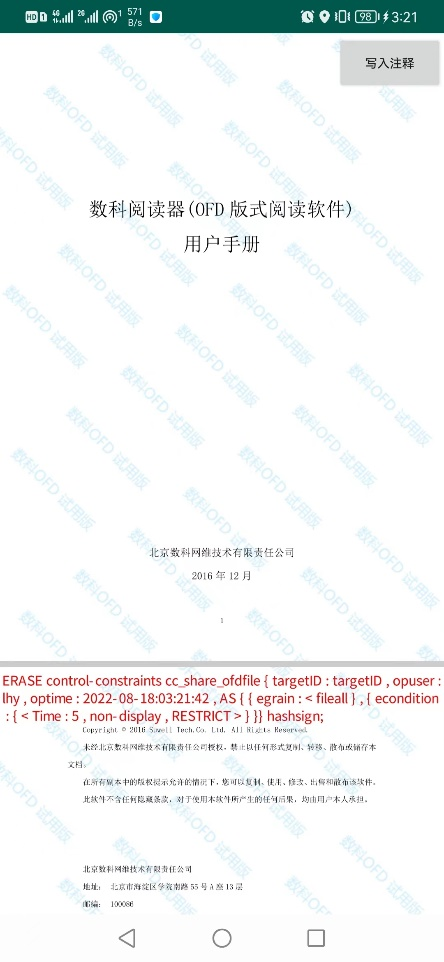 HD D 4G 2G 1 571 B/s 98 3:21
写入注释
数科阅读器(OFD 版式阅读软件)
用户手册
北京数科网维技术有限责任公司
2016 年 12 月
1
ERASE control-constraints cc_share_ofdfile { targetID : targetID , opuser :
lhy , optime : 2022-08-18:03:21:42 , AS { { egrain : < fileall } , { econdition
: { < Time : 5 , non-display , RESTRICT > } }} hashsign;
Copyright © 2016 Suwell Tech.Co. Ltd. All Rights Reserved.
未经北京数科网维技术有限责任公司授权，禁止以任何形式复制、转移、散布或储存本
文档。
在所有副本中的版权提示允许的情况下，您可以复制、使用、修改、出售和散布该软件。
此软件不含任何隐藏条款，对于使用本软件所产生的任何后果，均由用户本人承担。
北京数科网维技术有限责任公司
地址： 北京市海淀区学院南路 55 号 A 座 13 层
邮编： 100086
数科OFD 试用版